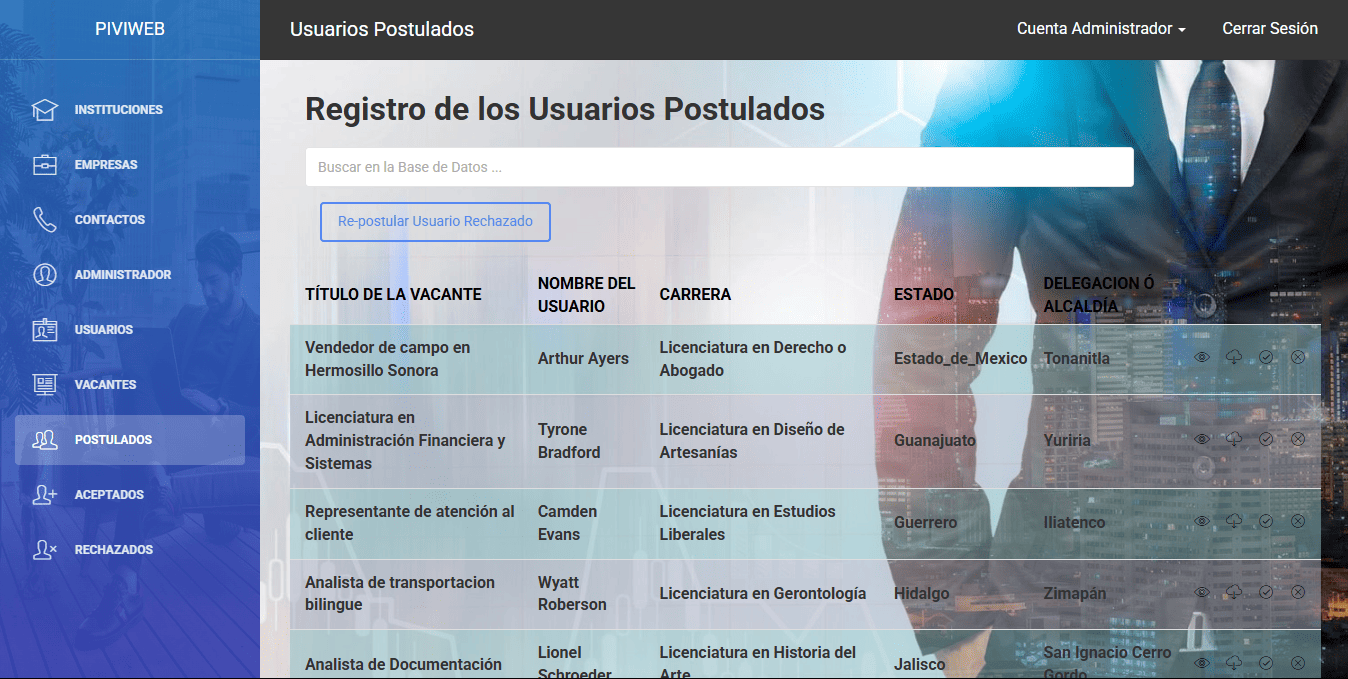 PIVIWEB
Usuarios Postulados
Cuenta Administrador
Cerrar Sesión
INSTITUCIONES
EMPRESAS
CONTACTOS
ADMINISTRADOR
USUARIOS
VACANTES
POSTULADOS
ACEPTADOS
RECHAZADOS
Registro de los Usuarios Postulados
Buscar en la Base de Datos ...
Re-postular Usuario Rechazado
TÍTULO DE LA VACANTE
NOMBRE DEL
USUARIO
CARRERA
ESTADO
DELEGACION Ó
ALCALDÍA
Vendedor de campo en
Hermosillo Sonora
Arthur Ayers
Licenciatura en Derecho o
Abogado
Estado_de_Mexico
Tonanitla
Licenciatura en
Administración Financiera y
Sistemas
Tyrone
Bradford
Licenciatura en Diseño de
Artesanías
Guanajuato
Yuriria
Representante de atención al
cliente
Camden
Evans
Licenciatura en Estudios
Liberales
Guerrero
Iliatenco
Analista de transportacion
bilingue
Wyatt
Roberson
Licenciatura en Gerontología
Hidalgo
Zimapán
Analista de Documentación
Lionel
Schroeder
Licenciatura en Historia del
Arte
Jalisco
San Ignacio Cerro
Gordo